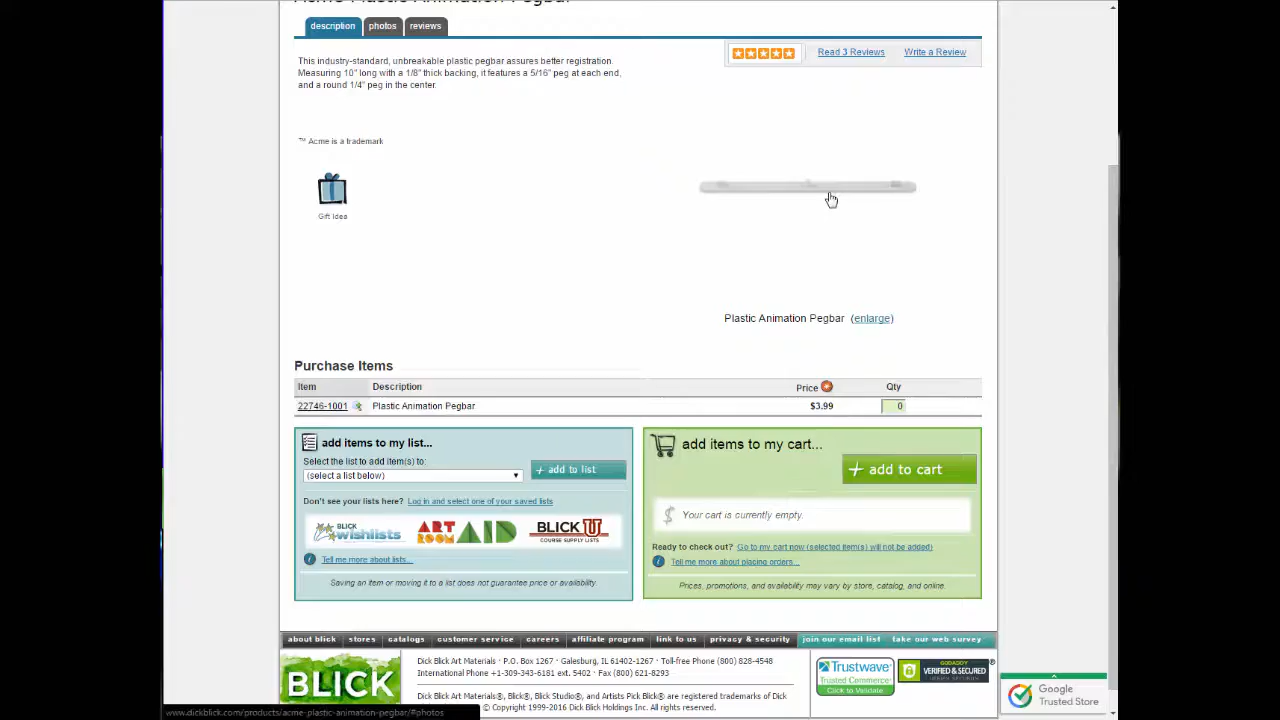 Acme Plastic Animation Pegbar
description photos reviews
Read 3 Reviews Write a Review
This industry-standard, unbreakable plastic pegbar assures better registration.
Measuring 10" long with a 1/8" thick backing, it features a 5/16" peg at each end,
and a round 1/4" peg in the center.
™ Acme is a trademark
Gift Idea
Plastic Animation Pegbar (enlarge)
Purchase Items
Item Description Price Qty
22746-1001 Plastic Animation Pegbar $3.99 0
add items to my list...
Select the list to add item(s) to:
(select a list below)
+ add to list
Don't see your lists here? Log in and select one of your saved lists
BLICK wishlists
ART ROOM AID
BLICK U COURSE SUPPLY LISTS
Tell me more about lists...
Saving an item or moving it to a list does not guarantee price or availability.
add items to my cart...
+ add to cart
$ Your cart is currently empty.
Ready to check out? Go to my cart now (selected item(s) will not be added)
Tell me more about placing orders...
Prices, promotions, and availability may vary by store, catalog, and online.
about blick stores catalogs customer service careers affiliate program link to us privacy & security join our email list take our web survey
BLICK
Dick Blick Art Materials · P.O. Box 1267 · Galesburg, IL 61402-1267 · Toll-free Phone (800) 828-4548
International Phone +1-309-343-6181 ext. 5402 · Fax (800) 621-8293
Dick Blick Art Materials®, Blick®, Blick Studio®, and Artists Pick Blick® are registered trademarks of Dick
© Copyright 1999-2016 Dick Blick Holdings Inc. All rights reserved.
Trustwave
Trusted Commerce
Click to Validate
GODADDY
VERIFIED & SECURED
Google
Trusted Store
www.dickblick.com/products/acme-plastic-animation-pegbar/#photos